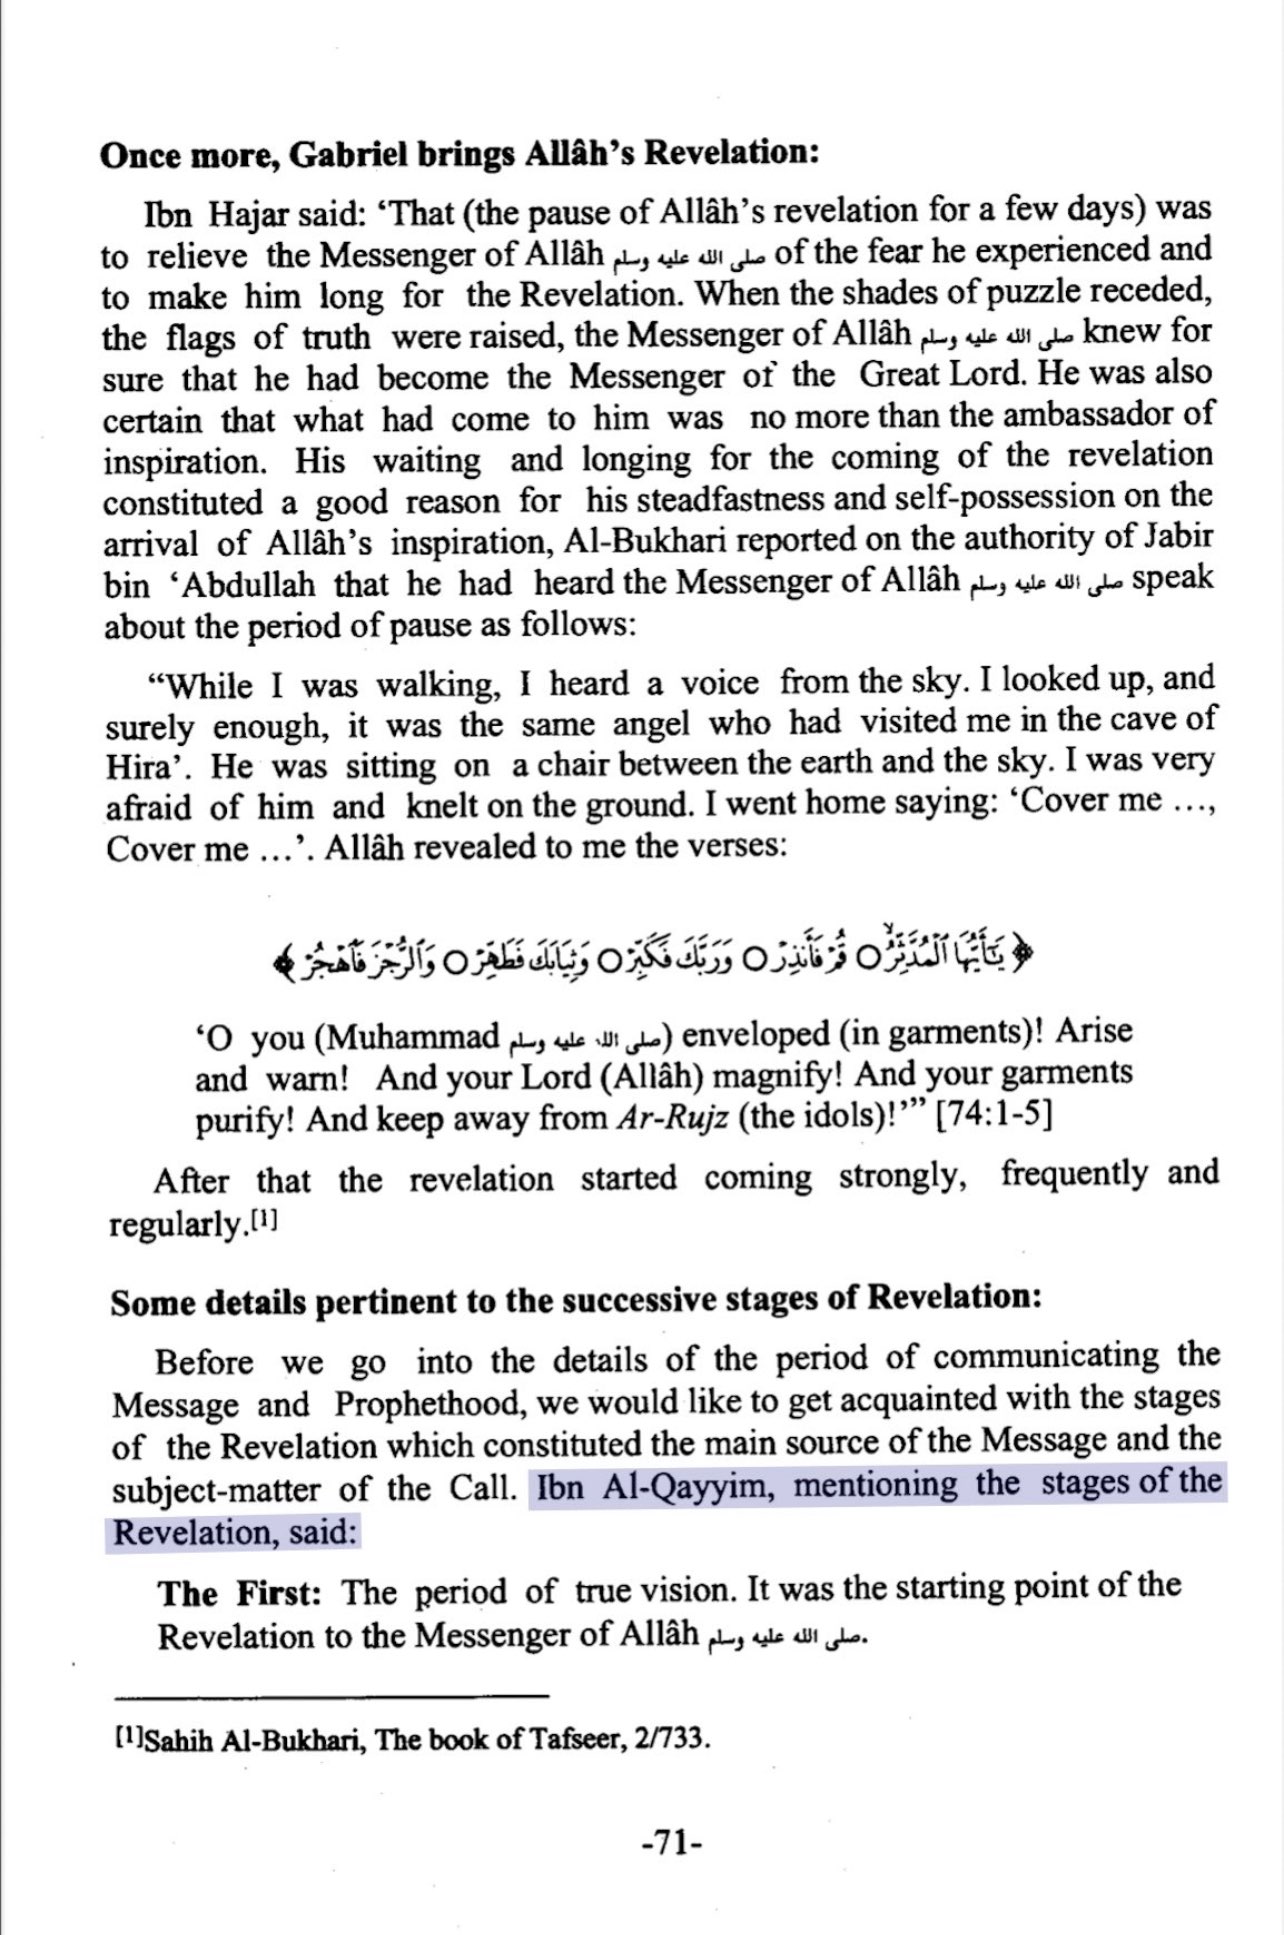 Once more, Gabriel brings Allâh's Revelation:
Ibn Hajar said: ‘That (the pause of Allâh’s revelation for a few days) was
to relieve the Messenger of Allâh صلى الله عليه وسلم of the fear he experienced and
to make him long for the Revelation. When the shades of puzzle receded,
the flags of truth were raised, the Messenger of Allâh صلى الله عليه وسلم knew for
sure that he had become the Messenger of the Great Lord. He was also
certain that what had come to him was no more than the ambassador of
inspiration. His waiting and longing for the coming of the revelation
constituted a good reason for his steadfastness and self-possession on the
arrival of Allâh’s inspiration, Al-Bukhari reported on the authority of Jabir
bin ‘Abdullah that he had heard the Messenger of Allâh صلى الله عليه وسلم speak
about the period of pause as follows:
“While I was walking, I heard a voice from the sky. I looked up, and
surely enough, it was the same angel who had visited me in the cave of
Hira’. He was sitting on a chair between the earth and the sky. I was very
afraid of him and knelt on the ground. I went home saying: ‘Cover me …,
Cover me …’. Allâh revealed to me the verses:
﴿ يَـٰٓأَيُّهَا ٱلْمُدَّثِّرُ ○ قُمْ فَأَنذِرْ ○ وَرَبَّكَ فَكَبِّرْ ○ وَثِيَابَكَ فَطَهِّرْ ○ وَٱلرُّجْزَ فَٱهْجُرْ ﴾
‘O you (Muhammad صلى الله عليه وسلم) enveloped (in garments)! Arise
and warn! And your Lord (Allâh) magnify! And your garments
purify! And keep away from Ar-Rujz (the idols)!’” [74:1-5]
After that the revelation started coming strongly, frequently and
regularly.[1]
Some details pertinent to the successive stages of Revelation:
Before we go into the details of the period of communicating the
Message and Prophethood, we would like to get acquainted with the stages
of the Revelation which constituted the main source of the Message and the
subject-matter of the Call. Ibn Al-Qayyim, mentioning the stages of the
Revelation, said:
The First: The period of true vision. It was the starting point of the
Revelation to the Messenger of Allâh صلى الله عليه وسلم.
[1]Sahih Al-Bukhari, The book of Tafseer, 2/733.
-71-